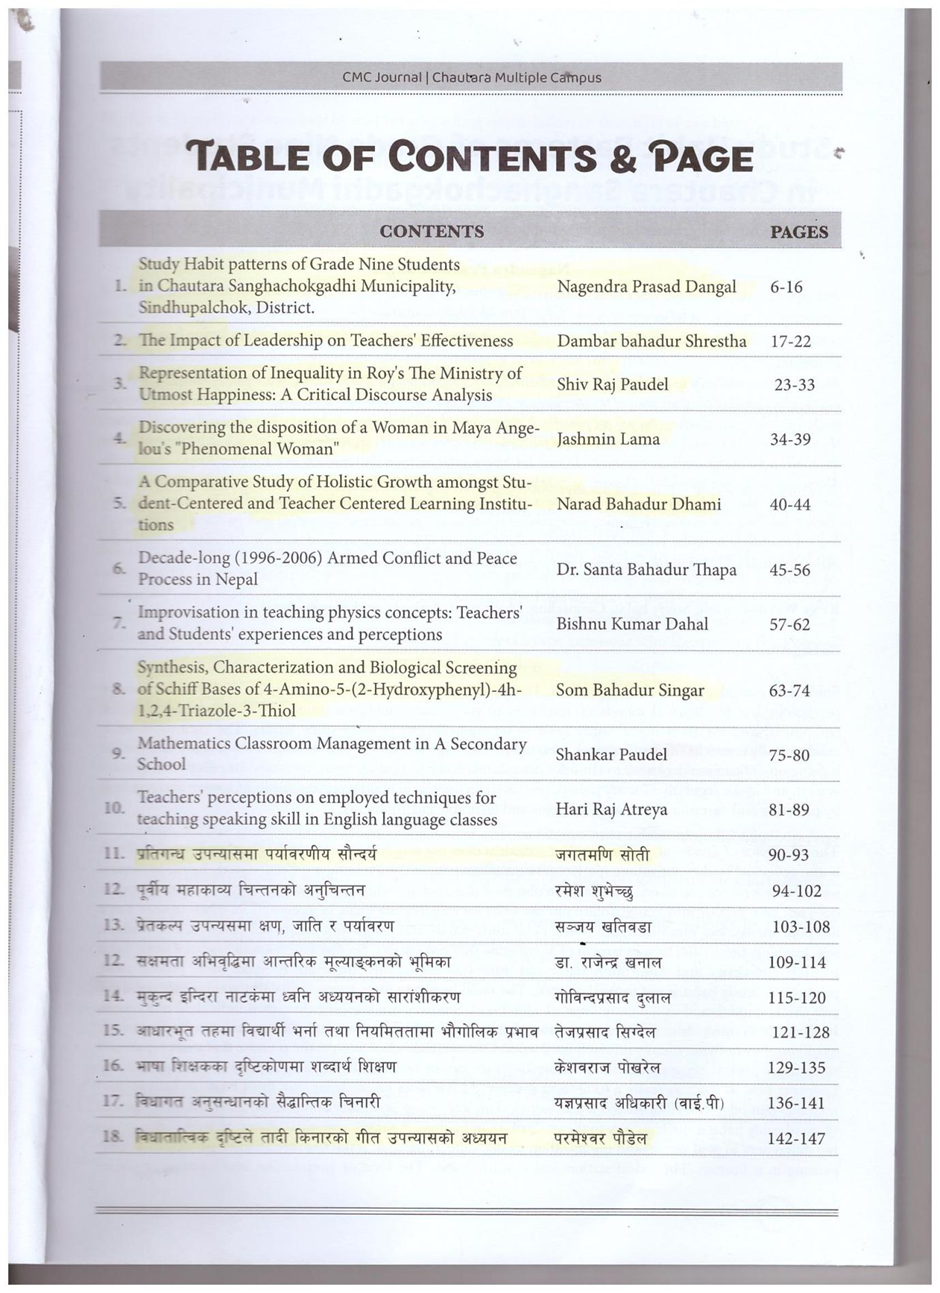 CMC Journal | Chautara Multiple Campus
TABLE OF CONTENTS & PAGE
CONTENTS PAGES
1. Study Habit patterns of Grade Nine Students
in Chautara Sanghachokgadhi Municipality,
Sindhupalchok, District. Nagendra Prasad Dangal 6-16
2. The Impact of Leadership on Teachers' Effectiveness Dambar bahadur Shrestha 17-22
3. Representation of Inequality in Roy's The Ministry of
Utmost Happiness: A Critical Discourse Analysis Shiv Raj Paudel 23-33
4. Discovering the disposition of a Woman in Maya Ange-
lou's "Phenomenal Woman" Jashmin Lama 34-39
5. A Comparative Study of Holistic Growth amongst Stu-
dent-Centered and Teacher Centered Learning Institu-
tions Narad Bahadur Dhami 40-44
6. Decade-long (1996-2006) Armed Conflict and Peace
Process in Nepal Dr. Santa Bahadur Thapa 45-56
7. Improvisation in teaching physics concepts: Teachers'
and Students' experiences and perceptions Bishnu Kumar Dahal 57-62
8. Synthesis, Characterization and Biological Screening
of Schiff Bases of 4-Amino-5-(2-Hydroxyphenyl)-4h-
1,2,4-Triazole-3-Thiol Som Bahadur Singar 63-74
9. Mathematics Classroom Management in A Secondary
School Shankar Paudel 75-80
10. Teachers' perceptions on employed techniques for
teaching speaking skill in English language classes Hari Raj Atreya 81-89
11. प्रतिगन्ध उपन्यासमा पर्यावरणीय सौन्दर्य जगतमणि सोती 90-93
12. पूर्वीय महाकाव्य चिन्तनको अनुचिन्तन रमेश शुभेच्छु 94-102
13. प्रेतकल्प उपन्यासमा क्षण, जाति र पर्यावरण सञ्जय खतिवडा 103-108
12. सक्षमता अभिवृद्धिमा आन्तरिक मूल्याङ्कनको भूमिका डा. राजेन्द्र खनाल 109-114
14. मुकुन्द इन्दिरा नाटकंमा ध्वनि अध्ययनको सारांशीकरण गोविन्दप्रसाद दुलाल 115-120
15. आधारभूत तहमा विद्यार्थी भर्ना तथा नियमिततामा भौगोलिक प्रभाव तेजप्रसाद सिग्देल 121-128
16. भाषा शिक्षकका दृष्टिकोणमा शब्दार्थ शिक्षण केशवराज पोखरेल 129-135
17. विधागत अनुसन्धानको सैद्धान्तिक चिनारी यज्ञप्रसाद अधिकारी (वाई.पी) 136-141
18. विधातात्विक दृष्टिले तादी किनारको गीत उपन्यासको अध्ययन परमेश्वर पौडेल 142-147